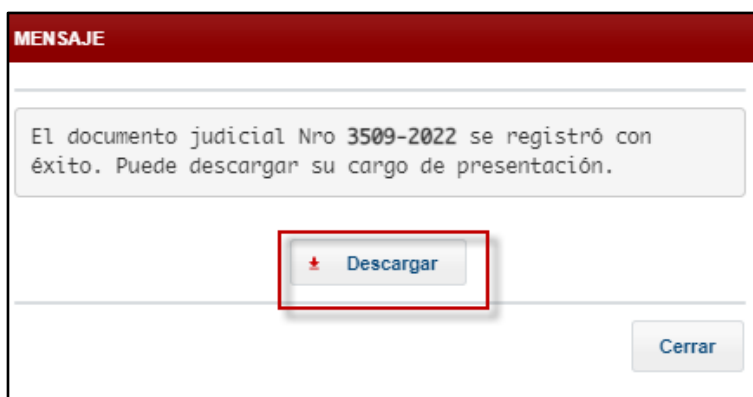 MENSAJE
El documento judicial Nro 3509-2022 se registró con
éxito. Puede descargar su cargo de presentación.
Descargar
Cerrar